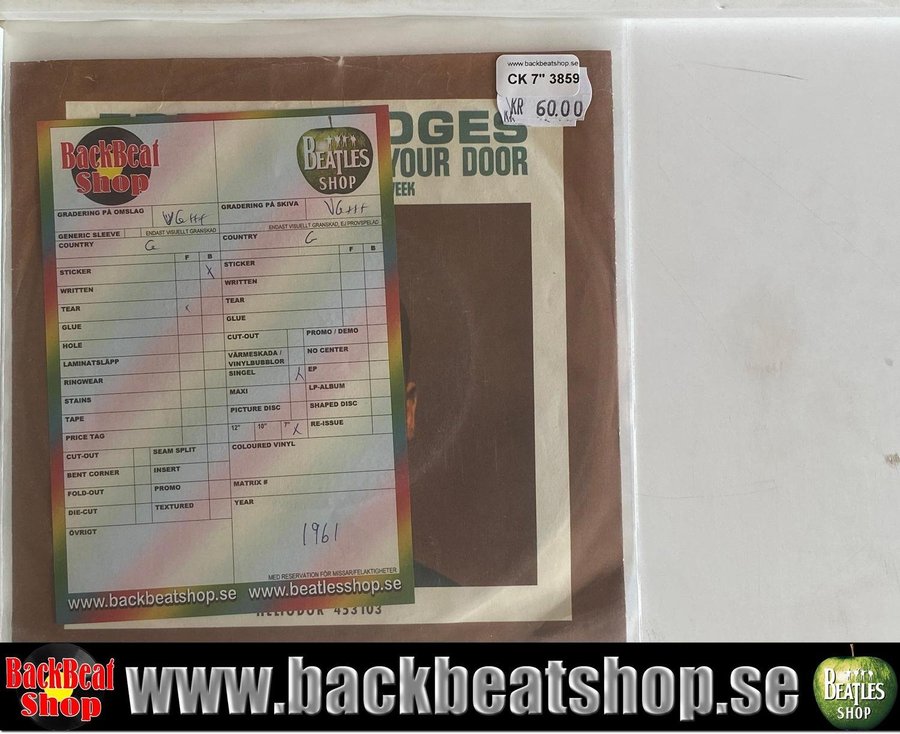 www.backbeatshop.se
CK 7" 3859
KR 60.00
DGES
YOUR DOOR
WEEK
BackBeat
Shop
BEATLES
SHOP
GRADERING PÅ OMSLAG
VG+++
GRADERING PÅ SKIVA
VG+++
GENERIC SLEEVE
ENDAST VISUELLT GRANSKAD
ENDAST VISUELLT GRANSKAD, EJ PROVSPELAD
COUNTRY G
COUNTRY G
F B
F B
STICKER X
WRITTEN
TEAR
GLUE
HOLE
LAMINATSLÄPP
RINGWEAR
STAINS
TAPE
PRICE TAG
CUT-OUT
SEAM SPLIT
BENT CORNER
INSERT
FOLD-OUT
PROMO
DIE-CUT
TEXTURED
ÖVRIGT
STICKER
WRITTEN
TEAR
GLUE
CUT-OUT
PROMO / DEMO
VÄRMESKADA /
VINYLBUBBLOR
NO CENTER
SINGEL X
EP
MAXI
LP-ALBUM
PICTURE DISC
SHAPED DISC
12" 10" 7" X
RE-ISSUE
COLOURED VINYL
MATRIX #
YEAR
1961
MED RESERVATION FÖR MISSAR/FELAKTIGHETER
www.backbeatshop.se www.beatlesshop.se
HELIODOR 453103
BackBeat
Shop
www.backbeatshop.se
BEATLES
SHOP